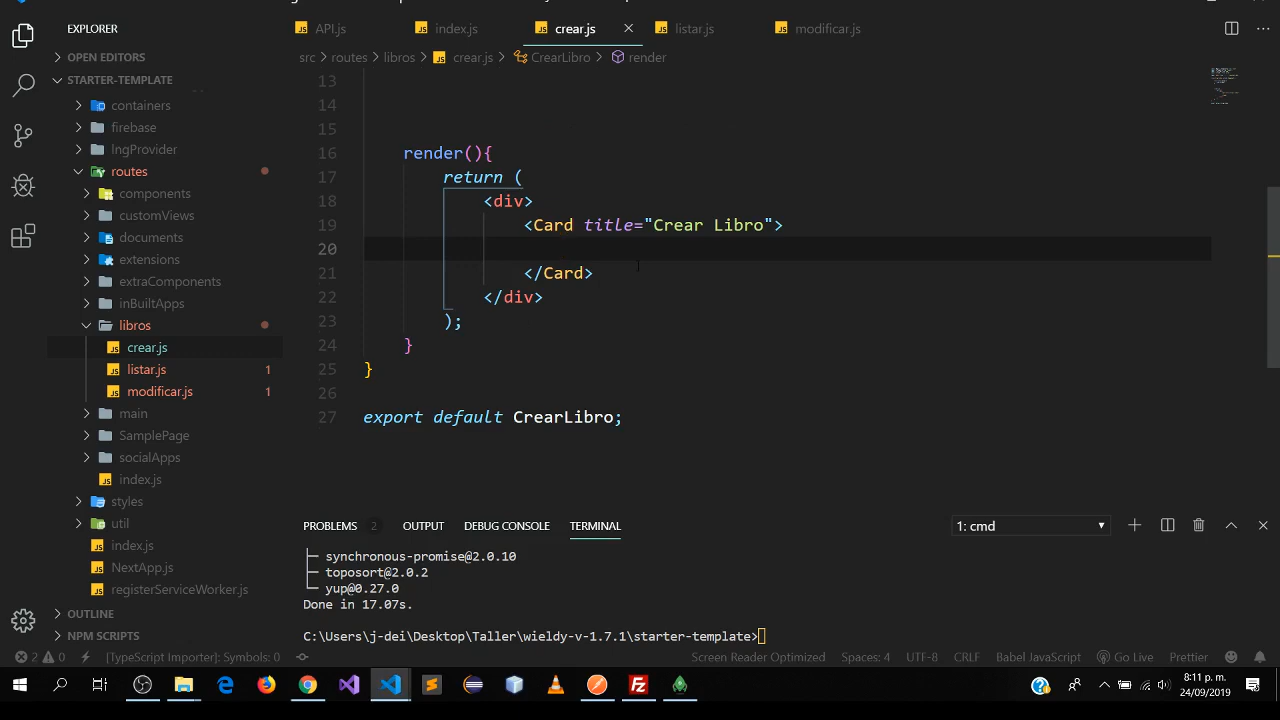 EXPLORER
API.js
index.js
crear.js
listar.js
modificar.js
OPEN EDITORS
src > routes > libros > crear.js > CrearLibro > render
STARTER-TEMPLATE
containers
firebase
lngProvider
routes
components
customViews
documents
extensions
extraComponents
inBuiltApps
libros
crear.js
listar.js 1
modificar.js 1
main
SamplePage
socialApps
index.js
styles
util
index.js
NextApp.js
registerServiceWorker.js
OUTLINE
NPM SCRIPTS
13
14
15
16 render(){
17 return (
18 <div>
19 <Card title="Crear Libro">
20
21 </Card>
22 </div>
23 );
24 }
25 }
26
27 export default CrearLibro;
PROBLEMS 2 OUTPUT DEBUG CONSOLE TERMINAL 1: cmd
├─ synchronous-promise@2.0.10
├─ toposort@2.0.2
└─ yup@0.27.0
Done in 17.07s.
C:\Users\j-dei\Desktop\Taller\wieldy-v-1.7.1\starter-template>
2 0 [TypeScript Importer]: Symbols: 0 Screen Reader Optimized Spaces: 4 UTF-8 CRLF Babel JavaScript Go Live Prettier
8:11 p. m.
24/09/2019